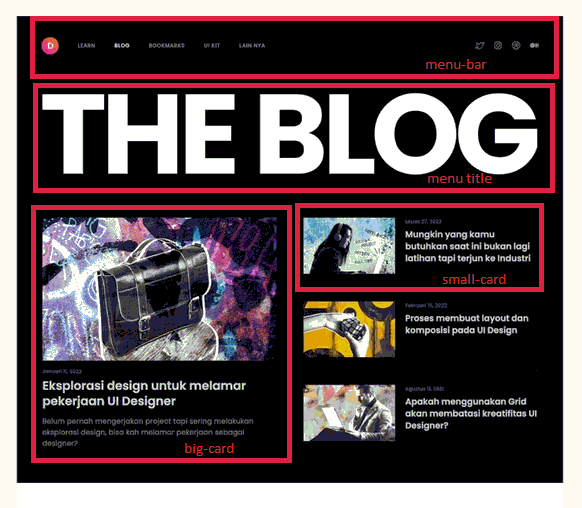 D LEARN BLOG BOOKMARKS UI KIT LAIN NYA
menu-bar
THE BLOG
menu title
Januari 11, 2022
Eksplorasi design untuk melamar
pekerjaan UI Designer
Belum pernah mengerjakan project tapi sering melakukan
eksplorasi design, bisa kah melamar pekerjaan sebagai
designer?
big-card
27, 2022
Mungkin yang kamu
butuhkan saat ini bukan lagi
latihan tapi terjun ke Industri
small-card
Februari 2022
Proses membuat layout dan
komposisi pada UI Design
Agustus 2021
Apakah menggunakan Grid
akan membatasi kreatifitas UI
Designer?